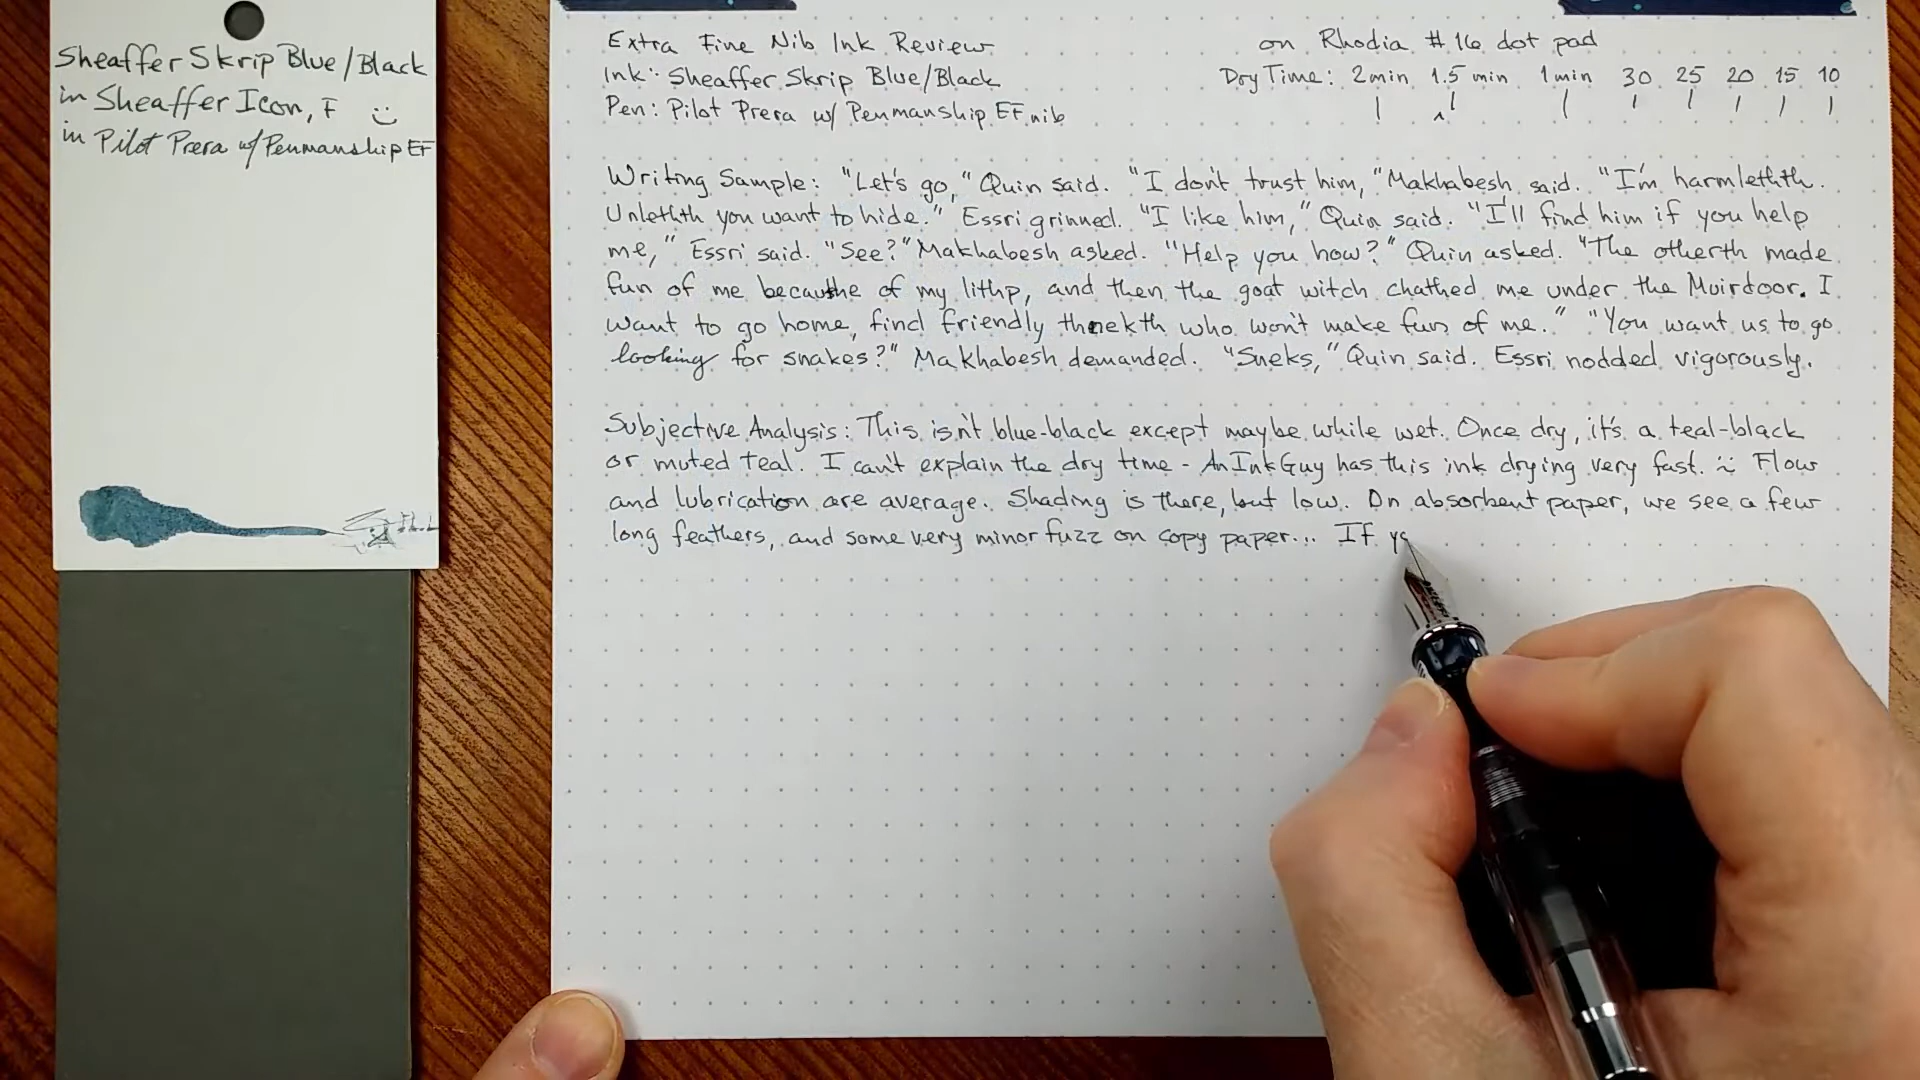 Sheaffer Skrip Blue/Black
in Sheaffer Icon, F :)
in Pilot Prera w/ Penmanship EF
Extra Fine Nib Ink Review
Ink: Sheaffer Skrip Blue/Black
Pen: Pilot Prera w/ Penmanship EF nib
on Rhodia #16 dot pad
Dry Time: 2 min 1.5 min 1 min 30 25 20 15 10
Writing Sample: "Let's go," Quin said. "I don't trust him," Makhabesh said. "I'm harmleththh.
Unleththh you want to hide." Essri grinned. "I like him," Quin said. "I'll find him if you help
me," Essri said. "See?" Makhabesh asked. "Help you how?" Quin asked. "The otherth made
fun of me becauthe of my lithp, and then the goat witch chathed me under the Muirdoor. I
want to go home, find friendly thnekth who won't make fun of me." "You want us to go
looking for snakes?" Makhabesh demanded. "Sneks," Quin said. Essri nodded vigorously.
Subjective Analysis: This isn't blue-black except maybe while wet. Once dry, it's a teal-black
or muted teal. I can't explain the dry time - An Ink Guy has this ink drying very fast. Flow
and lubrication are average. Shading is there, but low. On absorbent paper, we see a few
long feathers, and some very minor fuzz on copy paper... If yo